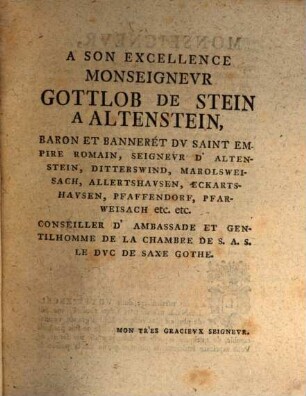 A SON EXCELLENCE
MONSEIGNEVR
GOTTLOB DE STEIN
A ALTENSTEIN,
BARON ET BANNERÉT DV SAINT EM-
PIRE ROMAIN, SEIGNEVR D' ALTEN-
STEIN, DITTERSWIND, MAROLSWEI-
SACH, ALLERTSHAVSEN, ECKARTS-
HAVSEN, PFAFFENDORF, PFAR-
WEISACH etc. etc.
CONSEILLER D' AMBASSADE ET GEN-
TILHOMME DE LA CHAMBRE DE S. A. S.
LE DVC DE SAXE GOTHE.
MON TR'ES GRACIEVX SEIGNEVR.